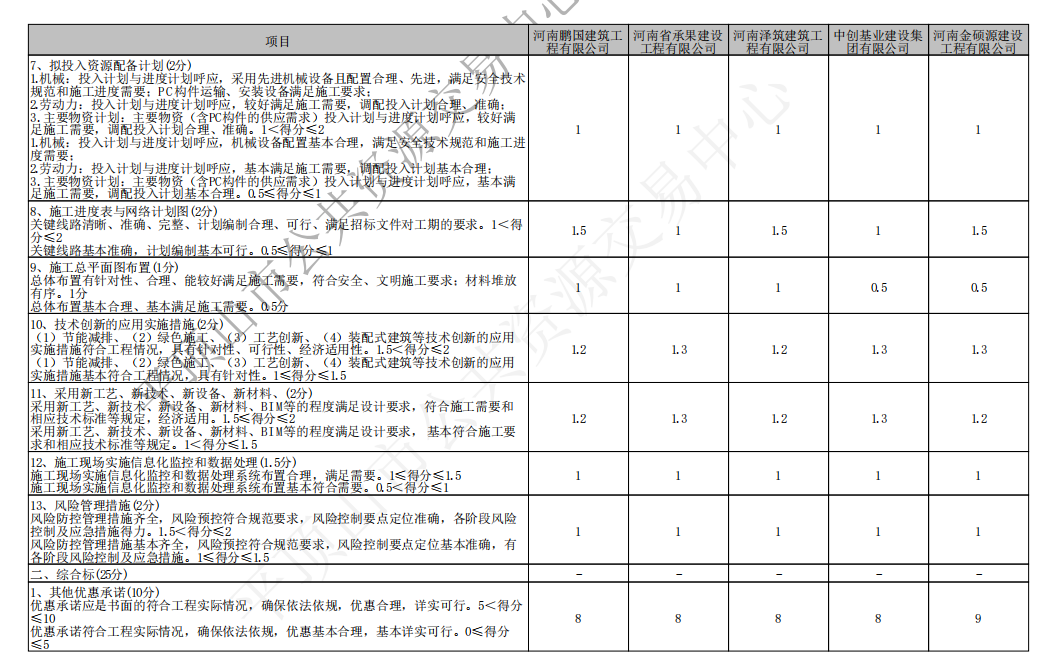 项目
河南鹏国建筑工
程有限公司
河南省承果建设
工程有限公司
河南泽筑建筑工
程有限公司
中创基业建设集
团有限公司
河南金硕源建设
工程有限公司
7、拟投入资源配备计划(2分)
1.机械：投入计划与进度计划呼应，采用先进机械设备且配置合理、先进，满足安全技术
规范和施工进度需要；PC构件运输、安装设备满足施工要求；
2.劳动力：投入计划与进度计划呼应，较好满足施工需要，调配投入计划合理、准确；
3.主要物资计划：主要物资（含PC构件的供应需求）投入计划与进度计划呼应，较好满
足施工需要，调配投入计划合理、准确。1＜得分≤2
1.机械：投入计划与进度计划呼应，机械设备配置基本合理，满足安全技术规范和施工进
度需要；
2.劳动力：投入计划与进度计划呼应，基本满足施工需要，调配投入计划基本合理；
3.主要物资计划：主要物资（含PC构件的供应需求）投入计划与进度计划呼应，基本满
足施工需要，调配投入计划基本合理。0.5≤得分≤1
1
1
1
1
1
8、施工进度表与网络计划图(2分)
关键线路清晰、准确、完整、计划编制合理、可行、满足招标文件对工期的要求。1＜得
分≤2
关键线路基本准确，计划编制基本可行。0.5≤得分≤1
1.5
1
1.5
1
1.5
9、施工总平面图布置(1分)
总体布置有针对性、合理、能较好满足施工需要，符合安全、文明施工要求；材料堆放
有序。1分
总体布置基本合理、基本满足施工需要。0.5分
1
1
1
0.5
0.5
10、技术创新的应用实施措施(2分)
（1）节能减排、（2）绿色施工、（3）工艺创新、（4）装配式建筑等技术创新的应用
实施措施符合工程情况，具有针对性、可行性、经济适用性。1.5＜得分≤2
（1）节能减排、（2）绿色施工、（3）工艺创新、（4）装配式建筑等技术创新的应用
实施措施基本符合工程情况，具有针对性。1≤得分≤1.5
1.2
1.3
1.2
1.3
1.3
11、采用新工艺、新技术、新设备、新材料、(2分)
采用新工艺、新技术、新设备、新材料、BIM等的程度满足设计要求，符合施工需要和
相应技术标准等规定，经济适用。1.5≤得分≤2
采用新工艺、新技术、新设备、新材料、BIM等的程度满足设计要求， 基本符合施工要
求和相应技术标准等规定。1＜得分≤1.5
1.2
1.3
1.2
1.3
1.2
12、施工现场实施信息化监控和数据处理(1.5分)
施工现场实施信息化监控和数据处理系统布置合理，满足需要。1≤得分≤1.5
施工现场实施信息化监控和数据处理系统布置基本符合需要。0.5＜得分≤1
1
1
1
1
1
13、风险管理措施(2分)
风险防控管理措施齐全，风险预控符合规范要求，风险控制要点定位准确，各阶段风险
控制及应急措施得力。1.5＜得分≤2
风险防控管理措施基本齐全，风险预控符合规范要求，风险控制要点定位基本准确，有
各阶段风险控制及应急措施。1≤得分≤1.5
1
1
1
1
1
二、综合标(25分)
–
–
–
–
–
1、其他优惠承诺(10分)
优惠承诺应是书面的符合工程实际情况，确保依法依规，优惠合理，详实可行。5＜得分
≤10
优惠承诺符合工程实际情况，确保依法依规，优惠基本合理，基本详实可行。0≤得分
≤5
8
8
8
8
9
平顶山市公共资源交易中心
平顶山市公共资源交易中心